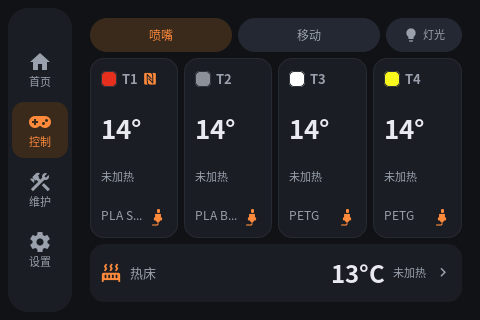 首页
控制
维护
设置
喷嘴
移动
灯光
T1
14°
未加热
PLA S...
T2
14°
未加热
PLA B...
T3
14°
未加热
PETG
T4
14°
未加热
PETG
热床
13°C
未加热